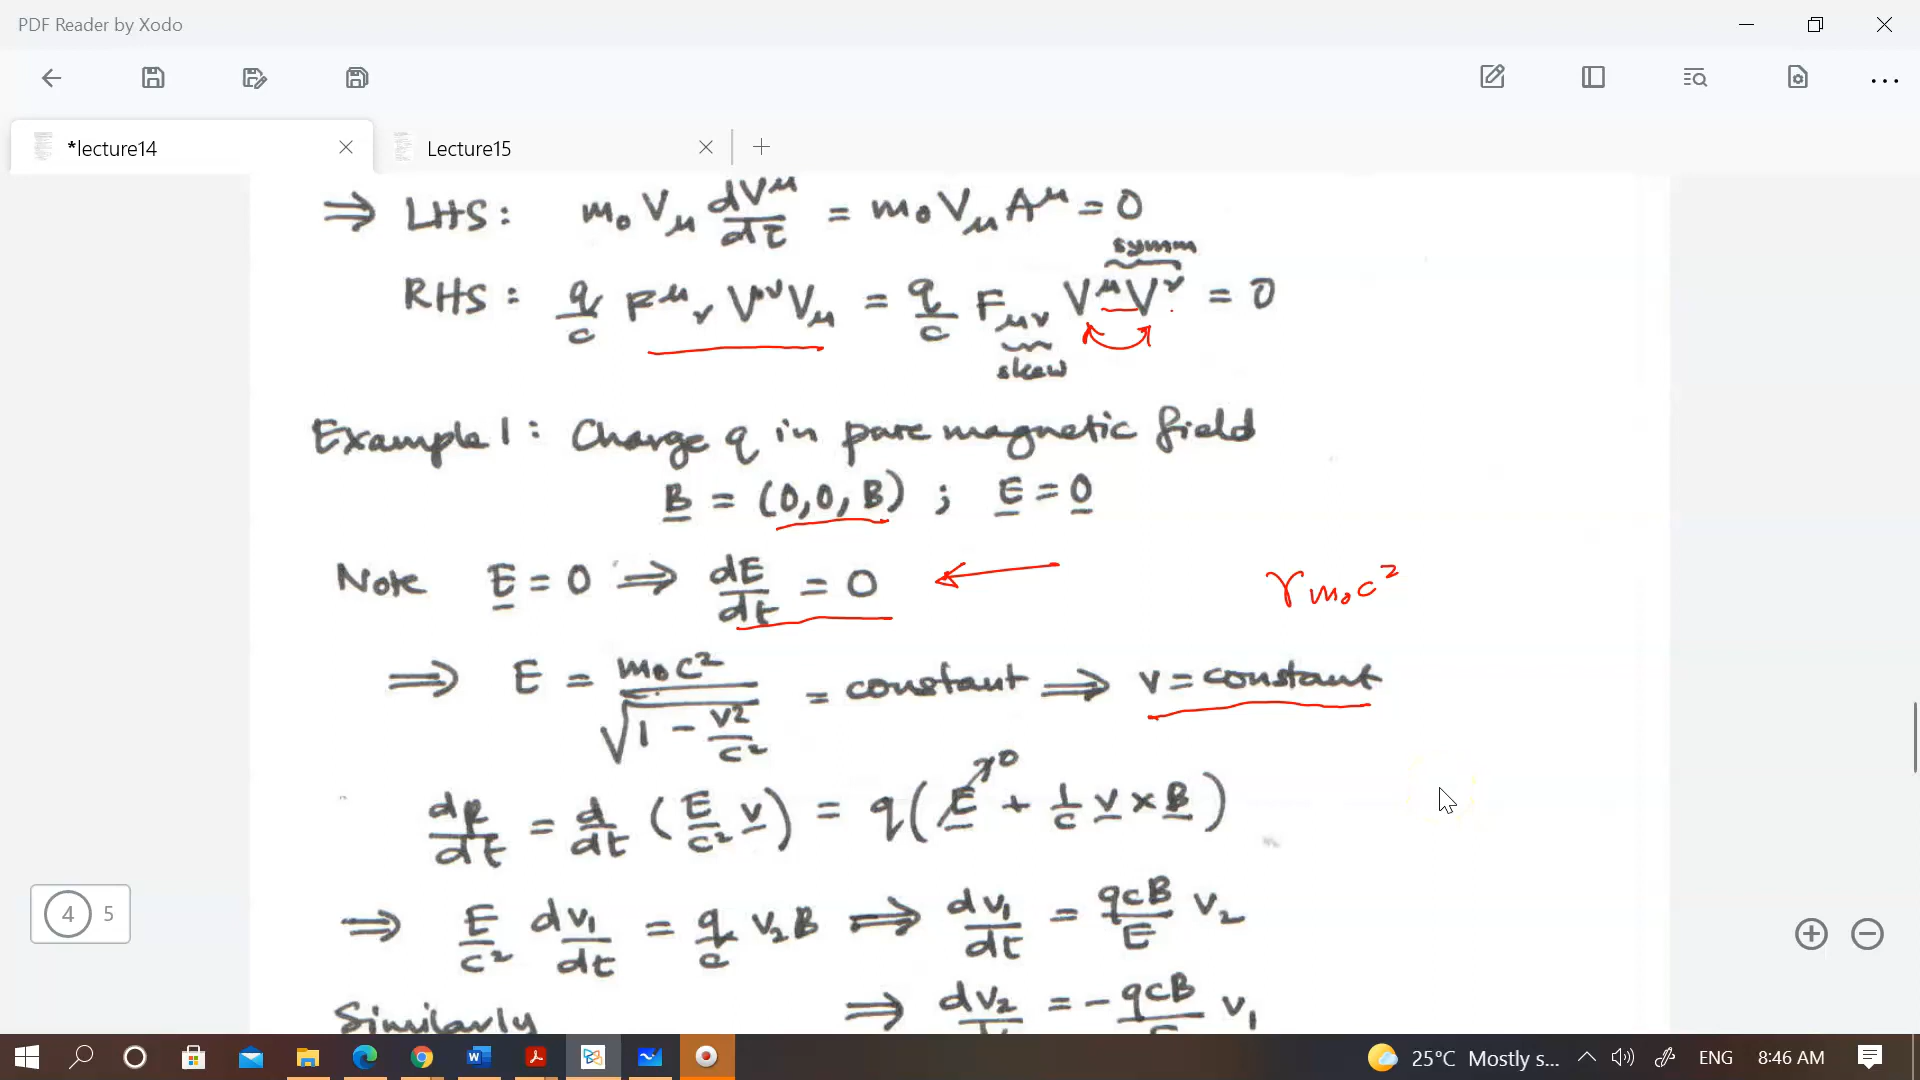 PDF Reader by Xodo
*lecture14
Lecture15
⇒ LHS: m₀ V_μ dV^μ/dτ = m₀ V_μ A^μ = 0
symm
RHS: q/c F^μ_ν V^ν V_μ = q/c F_μν V^μ V^ν = 0
skew
Example 1: Charge q in pure magnetic field
B = (0,0,B) ; E = 0
Note E = 0 ⇒ dE/dt = 0
γm₀c²
⇒ E = m₀c²/√(1 - v²/c²) = constant ⇒ v = constant
dp/dt = d/dt (E/c² v) = q(E↗0 + 1/c v × B)
⇒ E/c² dv₁/dt = q/c v₂B ⇒ dv₁/dt = qcB/E v₂
Similarly ⇒ dv₂/dt = - qcB/E v₁
4 5
25°C Mostly s... ENG 8:46 AM